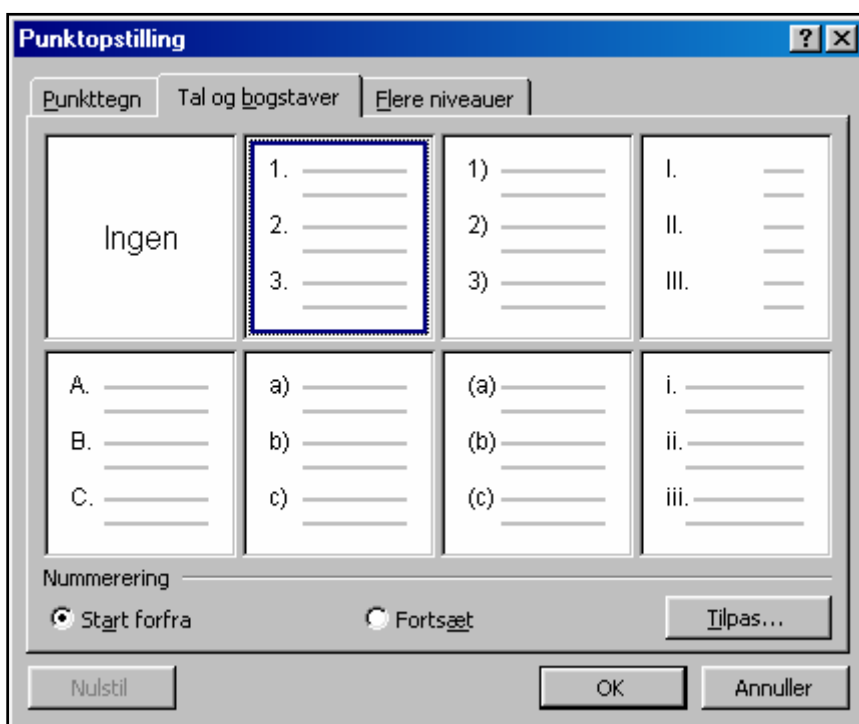 Punktopstilling
Punkttegn Tal og bogstaver Flere niveauer
Ingen
1.
2.
3.
1)
2)
3)
I.
II.
III.
A.
B.
C.
a)
b)
c)
(a)
(b)
(c)
i.
ii.
iii.
Nummerering
Start forfra Fortsæt Tilpas...
Nulstil OK Annuller